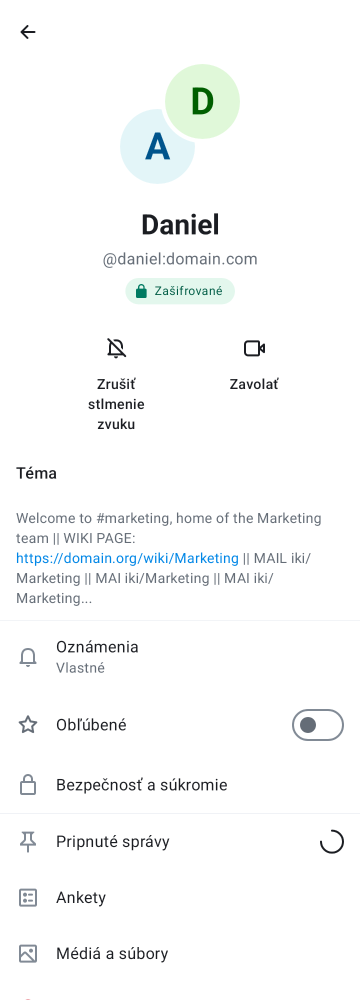 D
A
Daniel
@daniel:domain.com
Zašifrované
Zrušiť
stlmenie
zvuku
Zavolať
Téma
Welcome to #marketing, home of the Marketing
team || WIKI PAGE:
https://domain.org/wiki/Marketing || MAIL iki/
Marketing || MAI iki/Marketing || MAI iki/
Marketing...
Oznámenia
Vlastné
Obľúbené
Bezpečnosť a súkromie
Pripnuté správy
Ankety
Médiá a súbory